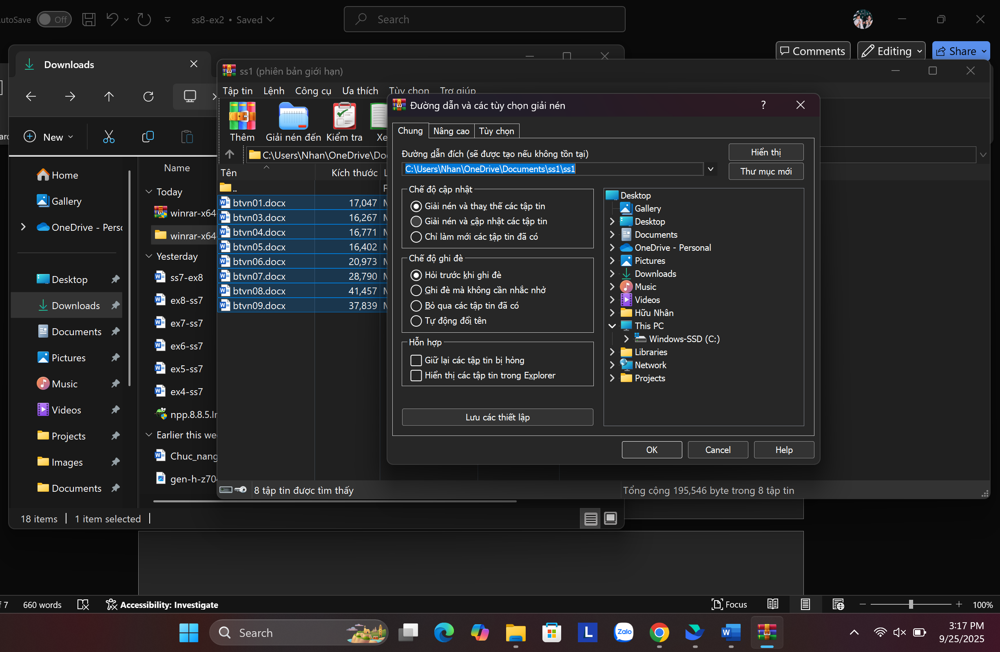 Off
ss8-ex2 • Saved
Search
Comments
Editing
Share
Downloads
New
Home
Gallery
OneDrive - Perso
Desktop
Downloads
Documents
Pictures
Music
Videos
Projects
Images
Documents
Name
Today
winrar-x64-
winrar-x64-
Yesterday
ss7-ex8
ex8-ss7
ex7-ss7
ex6-ss7
ex5-ss7
ex4-ss7
npp.8.8.5.In
Earlier this we
Chuc_nang
gen-h-z704
18 items
1 item selected
ss1 (phiên bản giới hạn)
Tập tin Lệnh Công cụ Ưa thích Tùy chọn Trợ giúp
Thêm Giải nén đến Kiểm tra Xe
C:\Users\Nhan\OneDrive\Do
Tên Kích thước L
..
btvn01.docx 17,047
btvn03.docx 16,267
btvn04.docx 16,771
btvn05.docx 16,402
btvn06.docx 20,973
btvn07.docx 28,790
btvn08.docx 41,457
btvn09.docx 37,839
8 tập tin được tìm thấy
Tổng cộng 195,546 byte trong 8 tập tin
Đường dẫn và các tùy chọn giải nén
?
Chung Nâng cao Tùy chọn
Đường dẫn đích (sẽ được tạo nếu không tồn tại)
C:\Users\Nhan\OneDrive\Documents\ss1\ss1
Hiển thị
Thư mục mới
Chế độ cập nhật
Giải nén và thay thế các tập tin
Giải nén và cập nhật các tập tin
Chỉ làm mới các tập tin đã có
Chế độ ghi đè
Hỏi trước khi ghi đè
Ghi đè mà không cần nhắc nhở
Bỏ qua các tập tin đã có
Tự động đổi tên
Hỗn hợp
Giữ lại các tập tin bị hỏng
Hiển thị các tập tin trong Explorer
Lưu các thiết lập
Desktop
Gallery
Desktop
Documents
OneDrive - Personal
Pictures
Downloads
Music
Videos
Hữu Nhân
This PC
Windows-SSD (C:)
Libraries
Network
Projects
OK
Cancel
Help
f 7
660 words
Accessibility: Investigate
Focus
100%
Search
L
Zalo
3:17 PM
9/25/2025